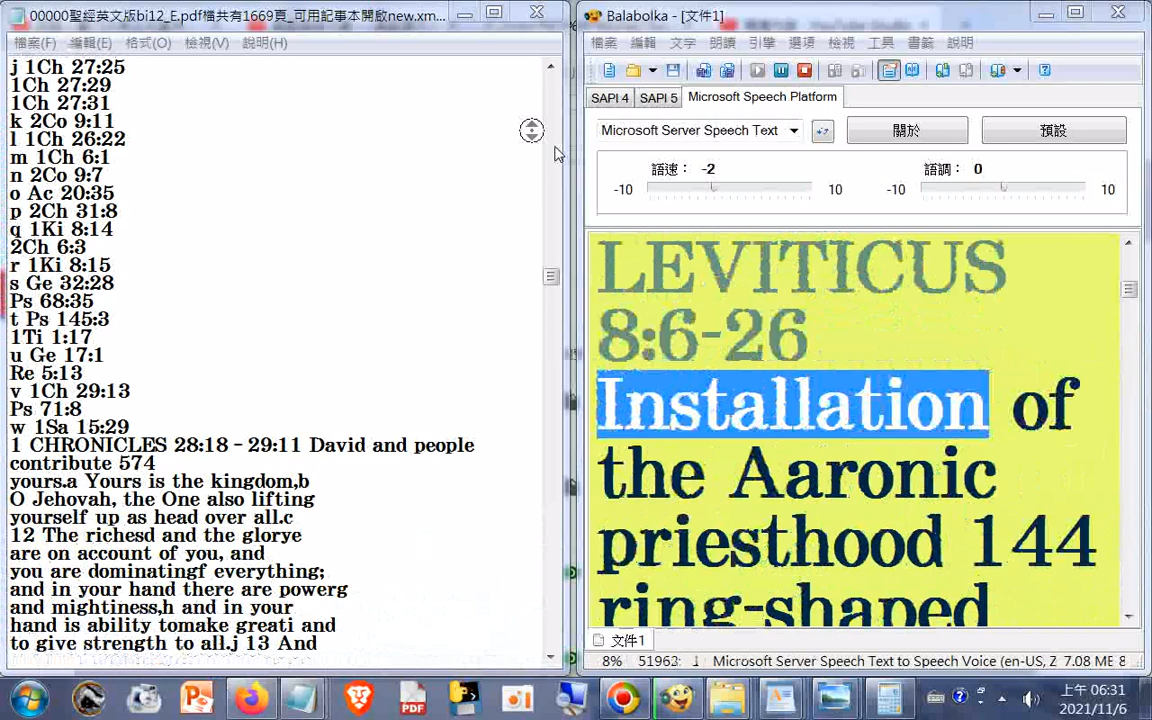 00000聖經英文版bi12_E.pdf檔共有1669頁_可用記事本開啟new.xm...
檔案(F) 編輯(E) 格式(O) 檢視(V) 說明(H)
j 1Ch 27:25
1Ch 27:29
1Ch 27:31
k 2Co 9:11
l 1Ch 26:22
m 1Ch 6:1
n 2Co 9:7
o Ac 20:35
p 2Ch 31:8
q 1Ki 8:14
2Ch 6:3
r 1Ki 8:15
s Ge 32:28
Ps 68:35
t Ps 145:3
1Ti 1:17
u Ge 17:1
Re 5:13
v 1Ch 29:13
Ps 71:8
w 1Sa 15:29
1 CHRONICLES 28:18 - 29:11 David and people
contribute 574
yours.a Yours is the kingdom,b
O Jehovah, the One also lifting
yourself up as head over all.c
12 The richesd and the glorye
are on account of you, and
you are dominatingf everything;
and in your hand there are powerg
and mightiness,h and in your
hand is ability tomake greati and
to give strength to all.j 13 And
Balabolka - [文件1]
檔案 編輯 文字 朗讀 引擎 選項 檢視 工具 書籤 說明
SAPI 4 SAPI 5 Microsoft Speech Platform
Microsoft Server Speech Text 關於 預設
語速： -2 語調： 0
-10 10 -10 10
LEVITICUS
8:6-26
Installation of
the Aaronic
priesthood 144
ring-shaped
文件1
8% 51963: 1 Microsoft Server Speech Text to Speech Voice (en-US, Z 7.08 MB 8
上午 06:31
2021/11/6